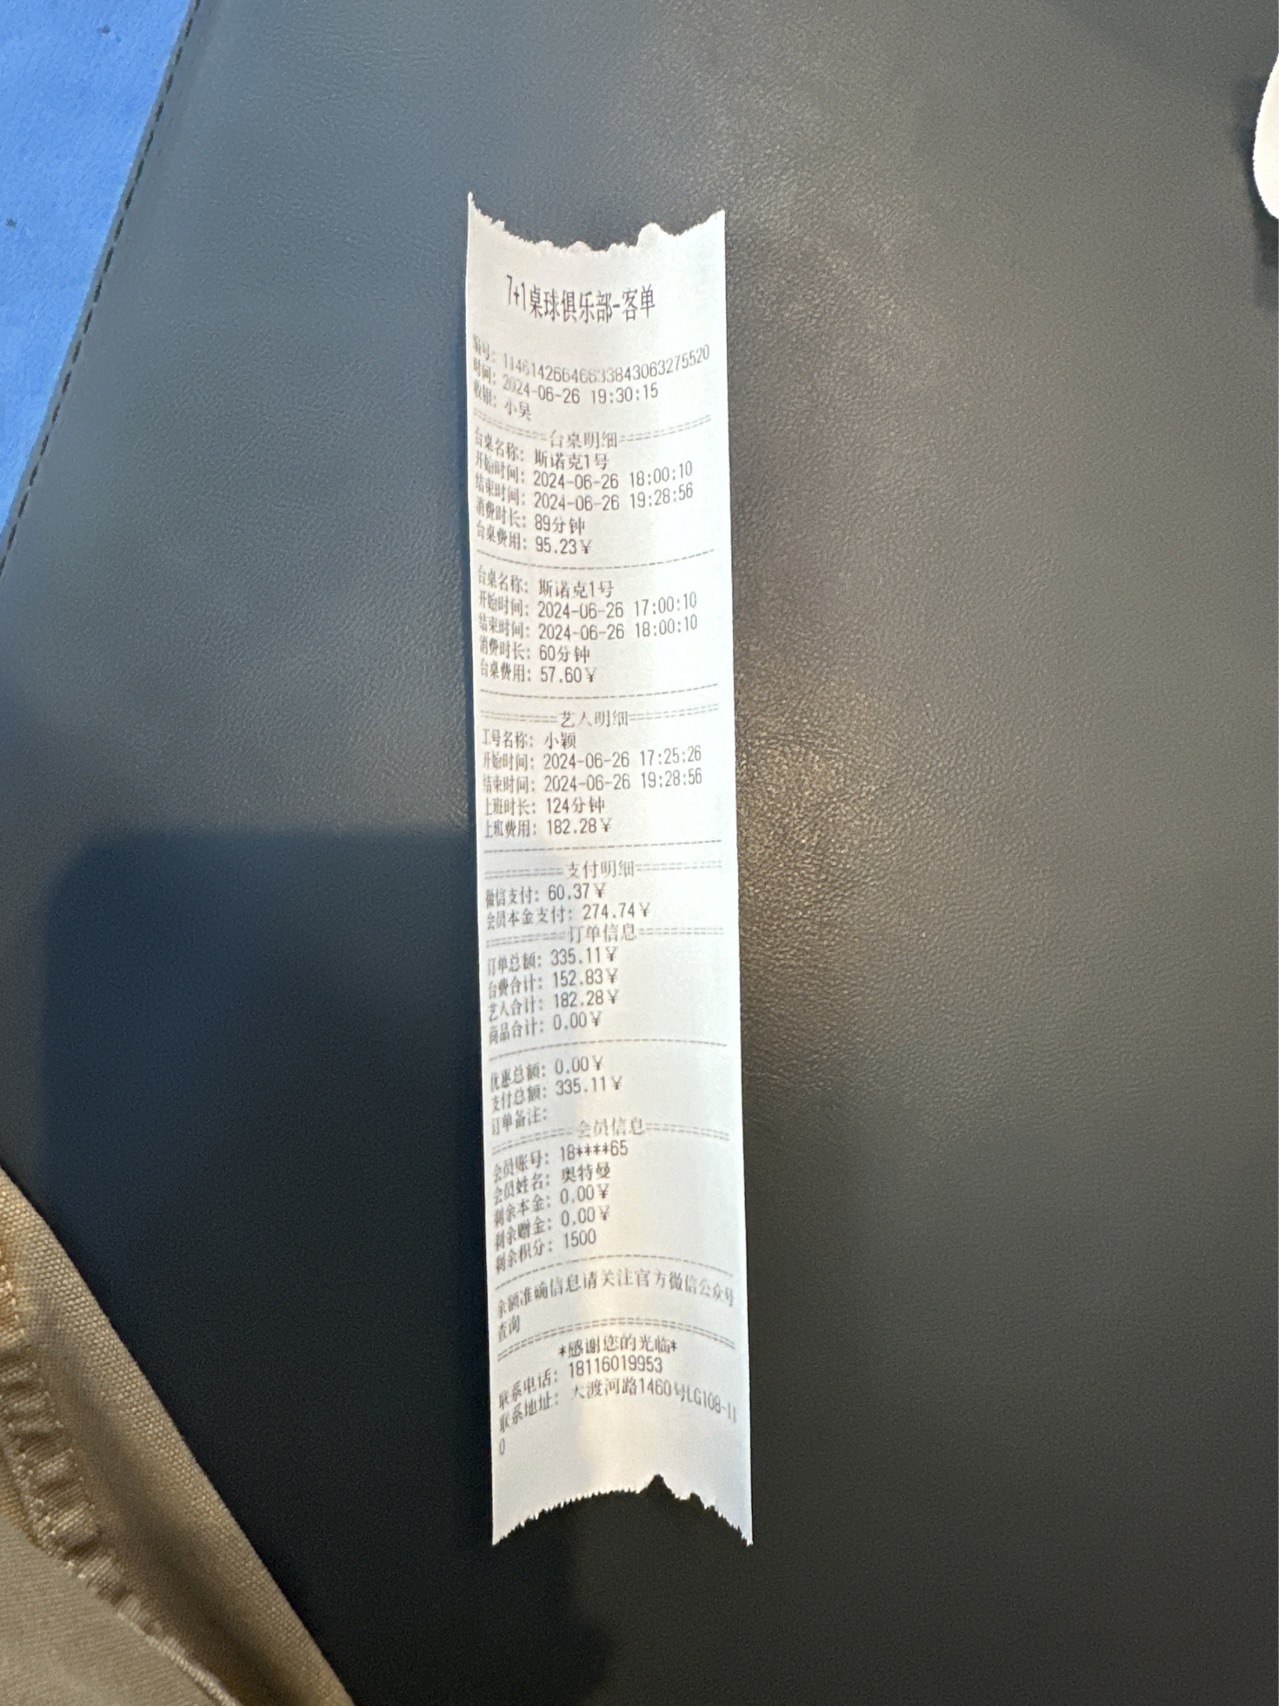 7+1桌球俱乐部-客单
编号: 1146142664683384306327 5520
时间: 2024-06-26 19:30:15
收银: 小吴
台桌明细
台桌名称: 斯诺克1号
开始时间: 2024-06-26 18:00:10
结束时间: 2024-06-26 19:28:56
消费时长: 89分钟
台桌费用: 95.23¥
台桌名称: 斯诺克1号
开始时间: 2024-06-26 17:00:10
结束时间: 2024-06-26 18:00:10
消费时长: 60分钟
台桌费用: 57.60¥
艺人明细
工号名称: 小颖
开始时间: 2024-06-26 17:25:26
结束时间: 2024-06-26 19:28:56
上班时长: 124分钟
上班费用: 182.28¥
支付明细
微信支付: 60.37¥
会员本金支付: 274.74¥
订单信息
订单总额: 335.11¥
台费合计: 152.83¥
艺人合计: 182.28¥
商品合计: 0.00¥
优惠总额: 0.00¥
支付总额: 335.11¥
订单备注:
会员信息
会员账号: 18****65
会员姓名: 奥特曼
剩余本金: 0.00¥
剩余赠金: 0.00¥
剩余积分: 1500
余额准确信息请关注官方微信公众号
查询
*感谢您的光临*
联系电话: 18116019953
联系地址: 大渡河路1460号LG108-11
0